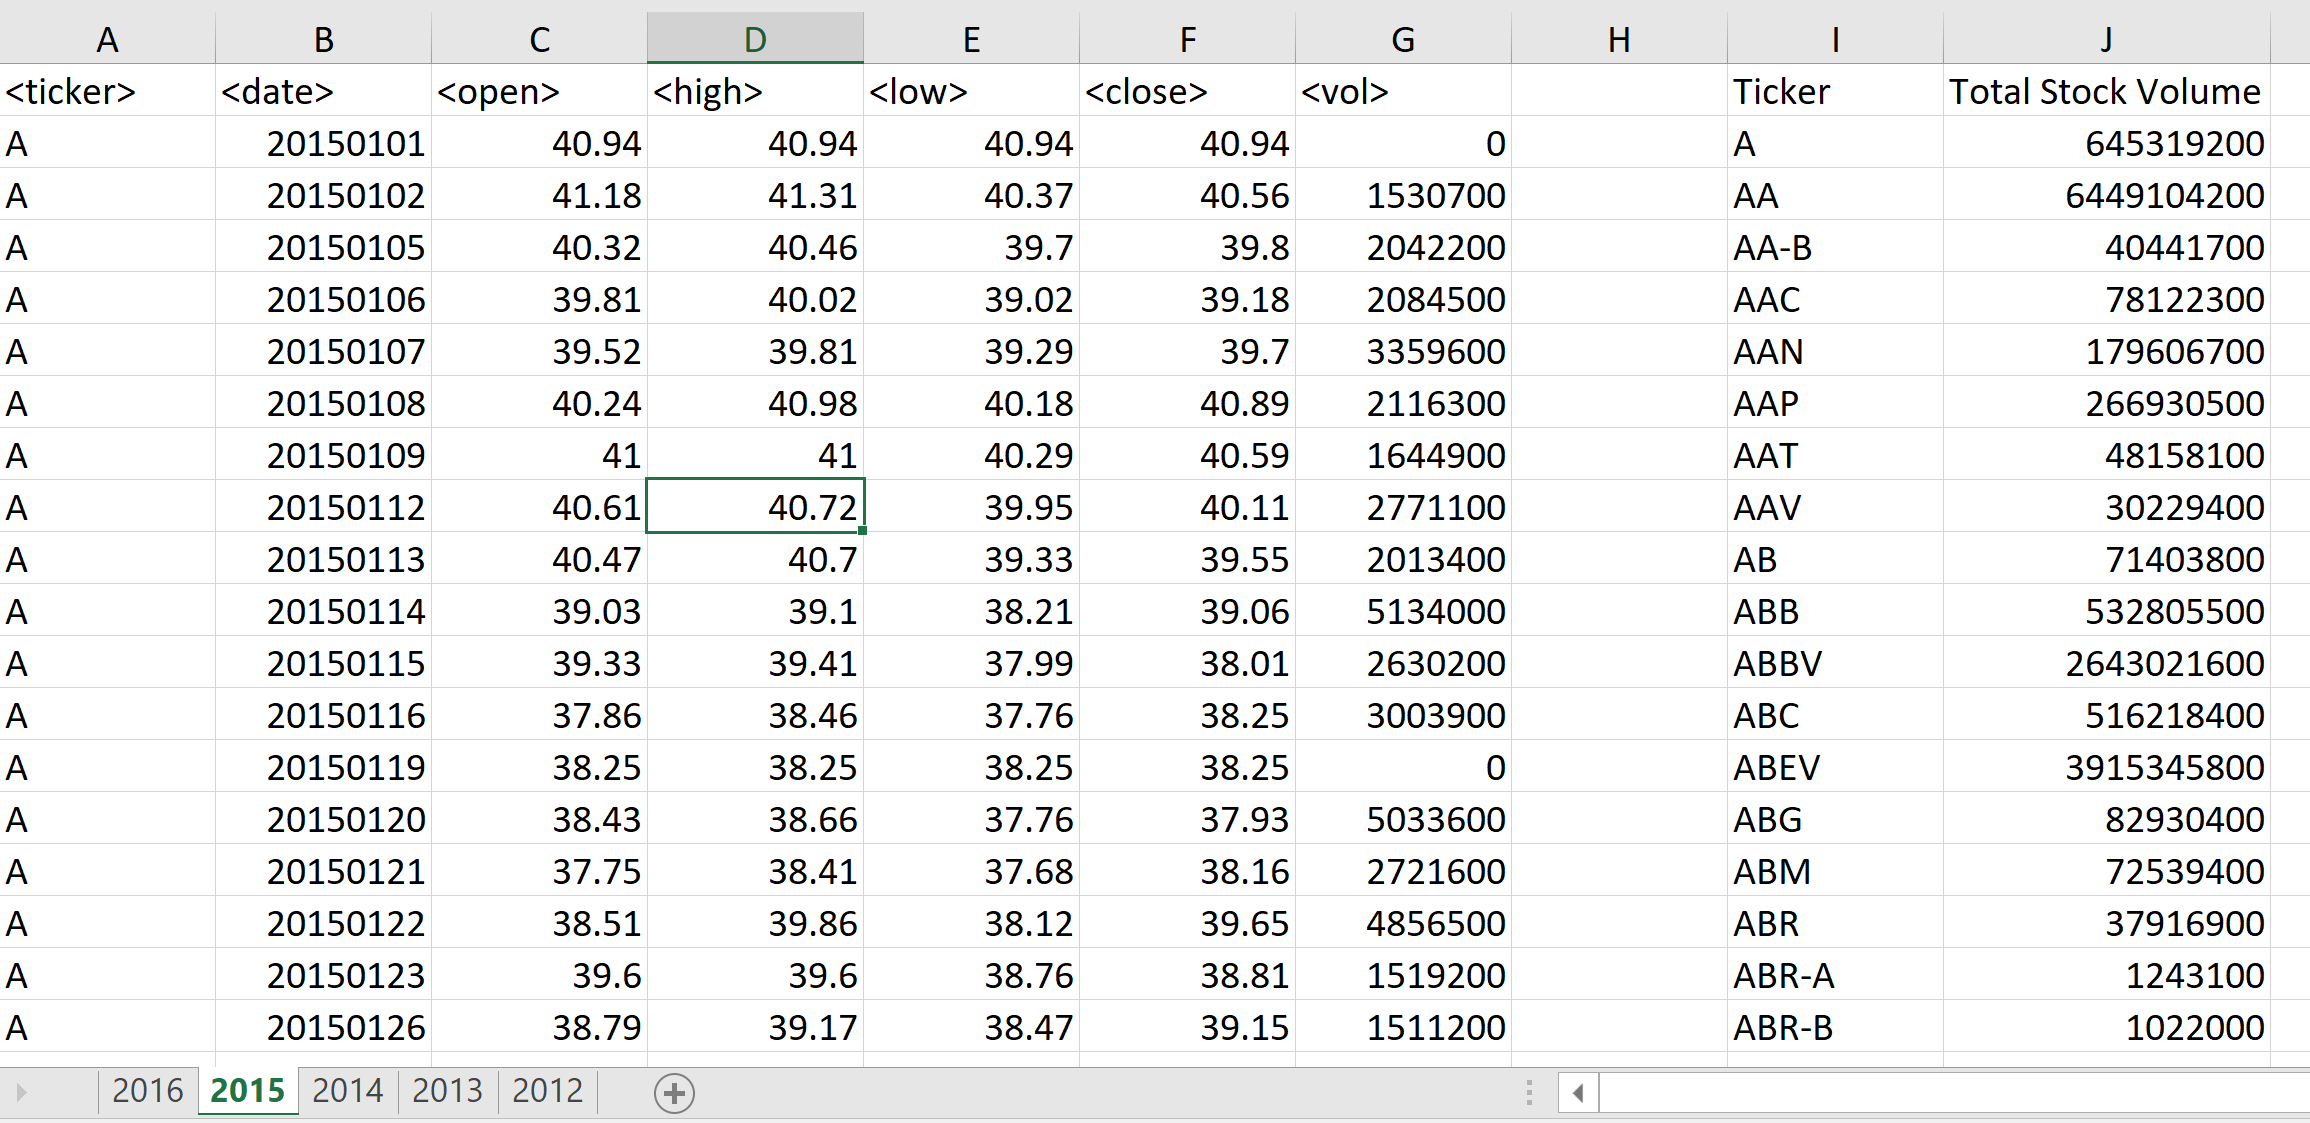 A B C D E F G H I J
<ticker> <date> <open> <high> <low> <close> <vol> Ticker Total Stock Volume
A 20150101 40.94 40.94 40.94 40.94 0 A 645319200
A 20150102 41.18 41.31 40.37 40.56 1530700 AA 6449104200
A 20150105 40.32 40.46 39.7 39.8 2042200 AA-B 40441700
A 20150106 39.81 40.02 39.02 39.18 2084500 AAC 78122300
A 20150107 39.52 39.81 39.29 39.7 3359600 AAN 179606700
A 20150108 40.24 40.98 40.18 40.89 2116300 AAP 266930500
A 20150109 41 41 40.29 40.59 1644900 AAT 48158100
A 20150112 40.61 40.72 39.95 40.11 2771100 AAV 30229400
A 20150113 40.47 40.7 39.33 39.55 2013400 AB 71403800
A 20150114 39.03 39.1 38.21 39.06 5134000 ABB 532805500
A 20150115 39.33 39.41 37.99 38.01 2630200 ABBV 2643021600
A 20150116 37.86 38.46 37.76 38.25 3003900 ABC 516218400
A 20150119 38.25 38.25 38.25 38.25 0 ABEV 3915345800
A 20150120 38.43 38.66 37.76 37.93 5033600 ABG 82930400
A 20150121 37.75 38.41 37.68 38.16 2721600 ABM 72539400
A 20150122 38.51 39.86 38.12 39.65 4856500 ABR 37916900
A 20150123 39.6 39.6 38.76 38.81 1519200 ABR-A 1243100
A 20150126 38.79 39.17 38.47 39.15 1511200 ABR-B 1022000
2016 2015 2014 2013 2012